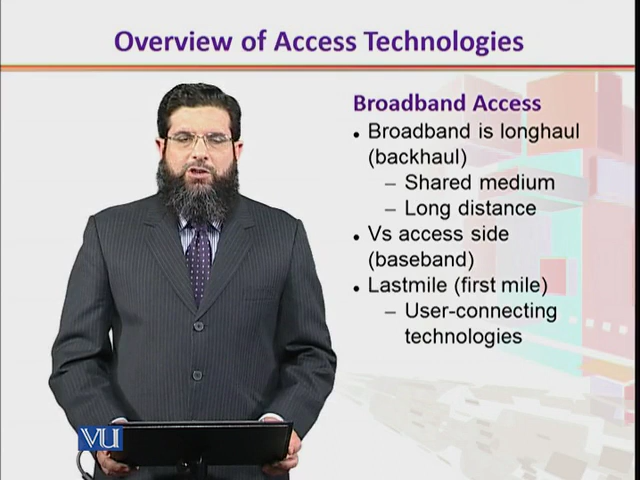 Overview of Access Technologies
Broadband Access
• Broadband is longhaul
(backhaul)
– Shared medium
– Long distance
• Vs access side
(baseband)
• Lastmile (first mile)
– User-connecting
technologies
VU